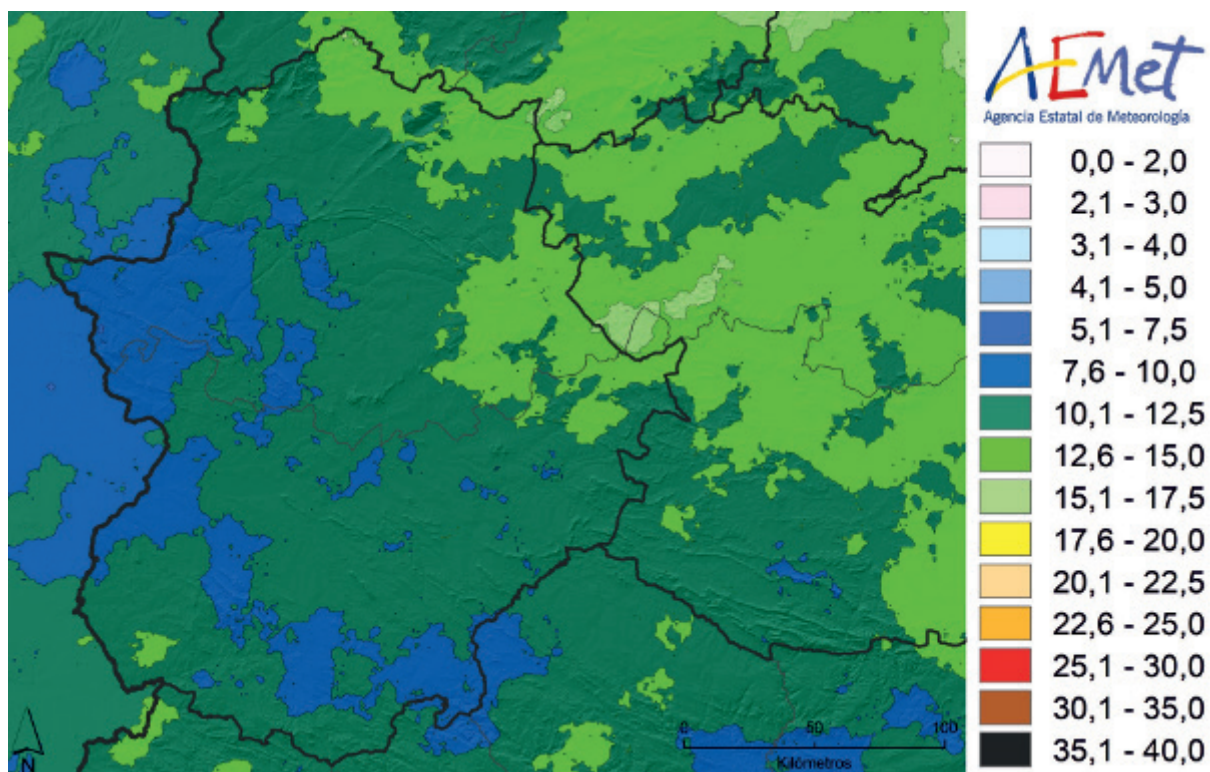 AEMet
Agencia Estatal de Meteorología
0,0 - 2,0
2,1 - 3,0
3,1 - 4,0
4,1 - 5,0
5,1 - 7,5
7,6 - 10,0
10,1 - 12,5
12,6 - 15,0
15,1 - 17,5
17,6 - 20,0
20,1 - 22,5
22,6 - 25,0
25,1 - 30,0
30,1 - 35,0
35,1 - 40,0
N
0 50 100
Kilómetros